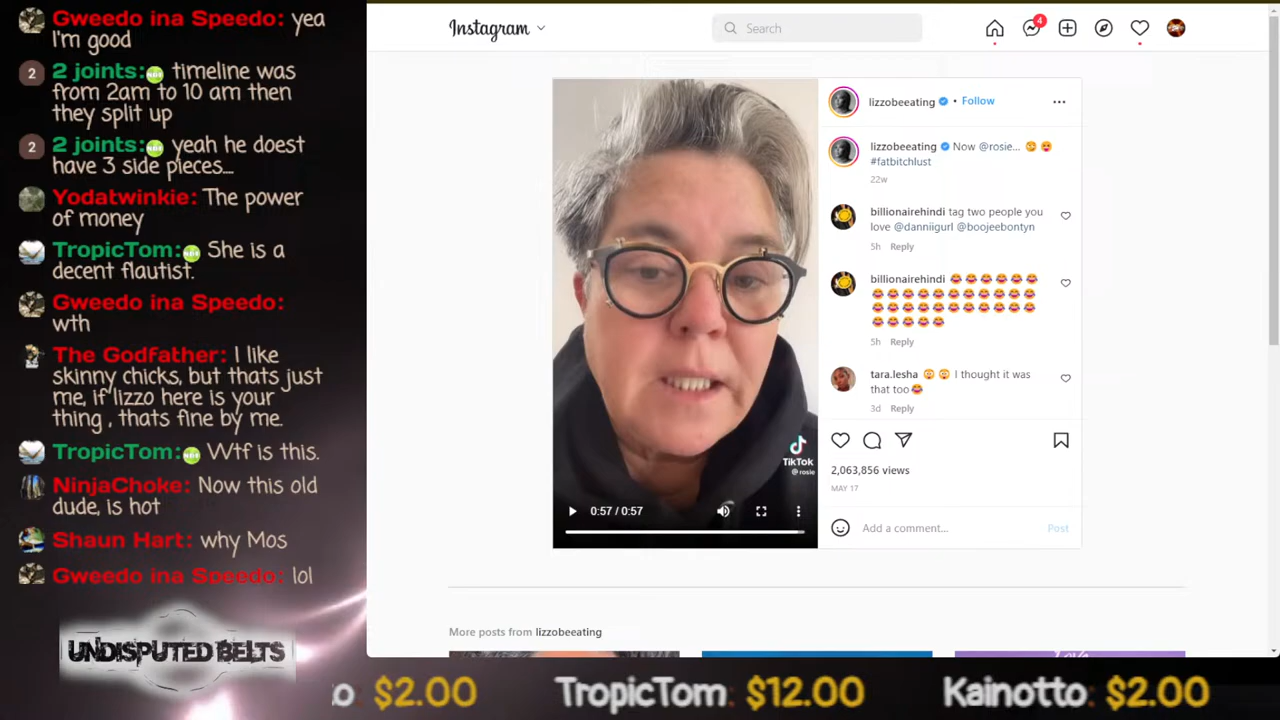 Gweedo ina Speedo: yea
I'm good
2 joints: timeline was
from 2am to 10 am then
they split up
2 joints: yeah he doest
have 3 side pieces....
Yodatwinkie: The power
of money
TropicTom: She is a
decent flautist.
Gweedo ina Speedo:
wth
The Godfather: I like
skinny chicks, but thats just
me, if lizzo here is your
thing , thats fine by me.
TropicTom: Wtf is this.
NinjaChoke: Now this old
dude, is hot
Shaun Hart: why Mos
Gweedo ina Speedo: lol
UNDISPUTED BELTS
Instagram
Search
4
lizzobeeating • Follow
lizzobeeating Now @rosie...
#fatbitchlust
22w
billionairehindi tag two people you
love @danniigurl @boojeebontyn
5h Reply
billionairehindi
5h Reply
tara.lesha I thought it was
that too
3d Reply
2,063,856 views
MAY 17
Add a comment... Post
TikTok
@rosie
0:57 / 0:57
More posts from lizzobeeating
o $2.00 TropicTom: $12.00 Kainotto: $2.00
2
2